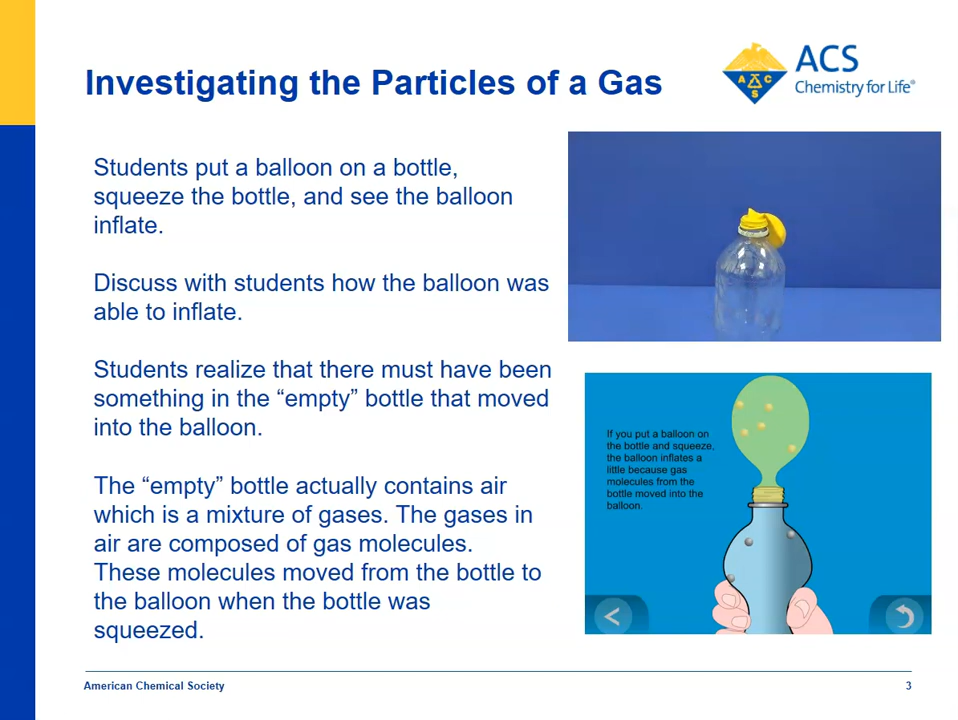 Investigating the Particles of a Gas
A C S
S
ACS
Chemistry for Life®
Students put a balloon on a bottle,
squeeze the bottle, and see the balloon
inflate.
Discuss with students how the balloon was
able to inflate.
Students realize that there must have been
something in the “empty” bottle that moved
into the balloon.
The “empty” bottle actually contains air
which is a mixture of gases. The gases in
air are composed of gas molecules.
These molecules moved from the bottle to
the balloon when the bottle was
squeezed.
If you put a balloon on
the bottle and squeeze,
the balloon inflates a
little because gas
molecules from the
bottle moved into the
balloon.
American Chemical Society
3